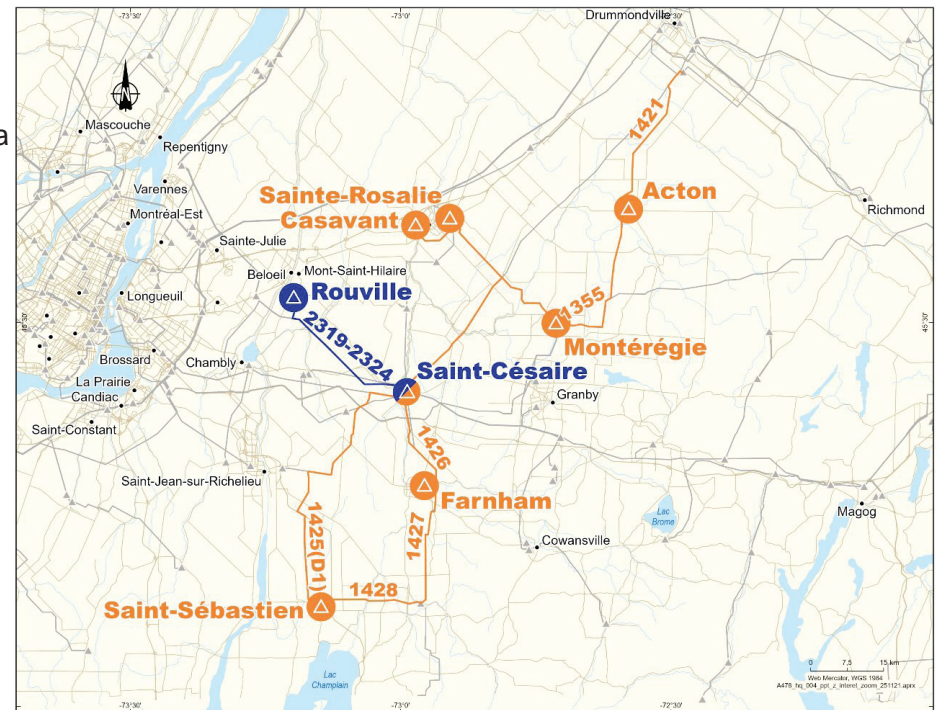 -73°30'
-73°0'
Drummondville
-72°30'
a
Mascouche
Repentigny
1421
Varennes
Sainte-Rosalie
Acton
Montréal-Est
Casavant
Richmond
Sainte-Julie
Beloeil
Mont-Saint-Hilaire
Longueuil
Rouville
1355
45°30'
45°30'
2319-2324
Montérégie
Brossard
Chambly
Saint-Césaire
La Prairie
Candiac
Granby
Saint-Constant
1426
Saint-Jean-sur-Richelieu
Farnham
Lac
Brome
Magog
1425(D1)
1427
Cowansville
1428
Saint-Sébastien
Lac
Champlain
0 7,5 15 km
Web Mercator, WGS 1984
A478_hq_004_ppt_z_interet_zoom_251121.aprx
-73°30'
-73°0'
-72°30'